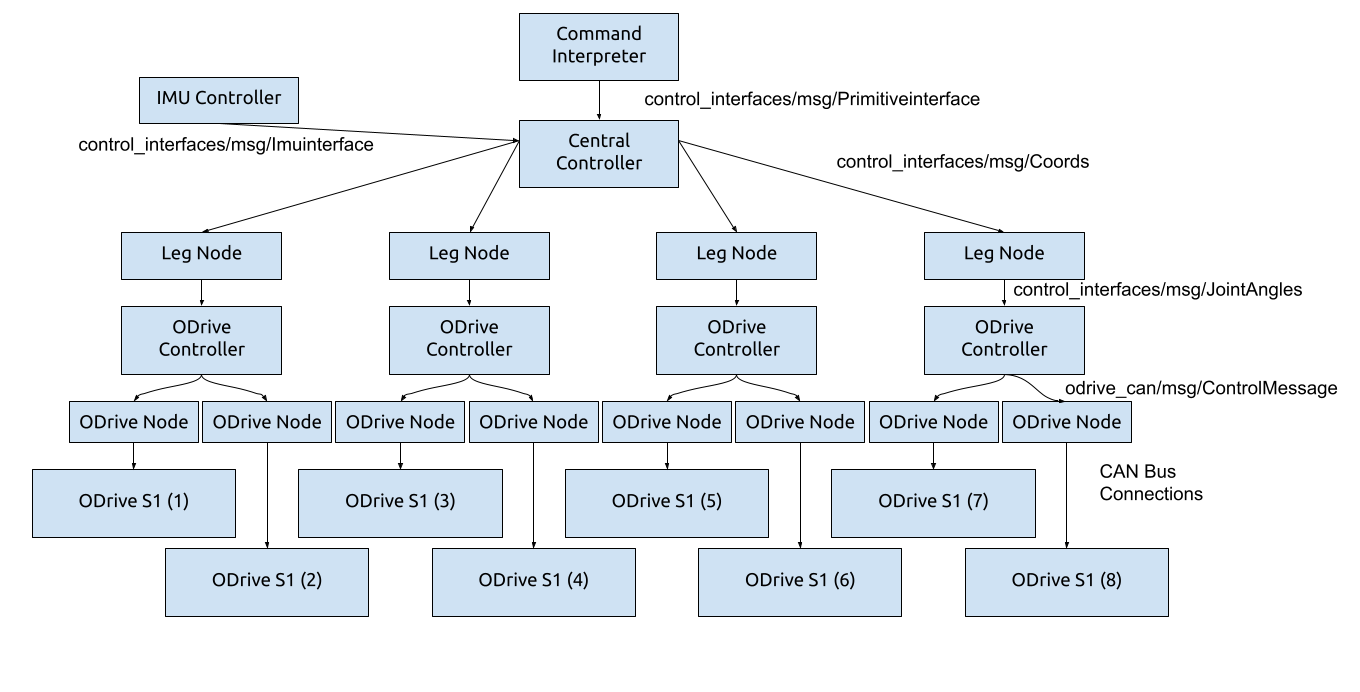 Command
Interpreter
IMU Controller
control_interfaces/msg/Primitiveinterface
control_interfaces/msg/Imuinterface
Central
Controller
control_interfaces/msg/Coords
Leg Node
Leg Node
Leg Node
Leg Node
control_interfaces/msg/JointAngles
ODrive
Controller
ODrive
Controller
ODrive
Controller
ODrive
Controller
odrive_can/msg/ControlMessage
ODrive Node
ODrive Node
ODrive Node
ODrive Node
ODrive Node
ODrive Node
ODrive Node
ODrive Node
CAN Bus
Connections
ODrive S1 (1)
ODrive S1 (3)
ODrive S1 (5)
ODrive S1 (7)
ODrive S1 (2)
ODrive S1 (4)
ODrive S1 (6)
ODrive S1 (8)